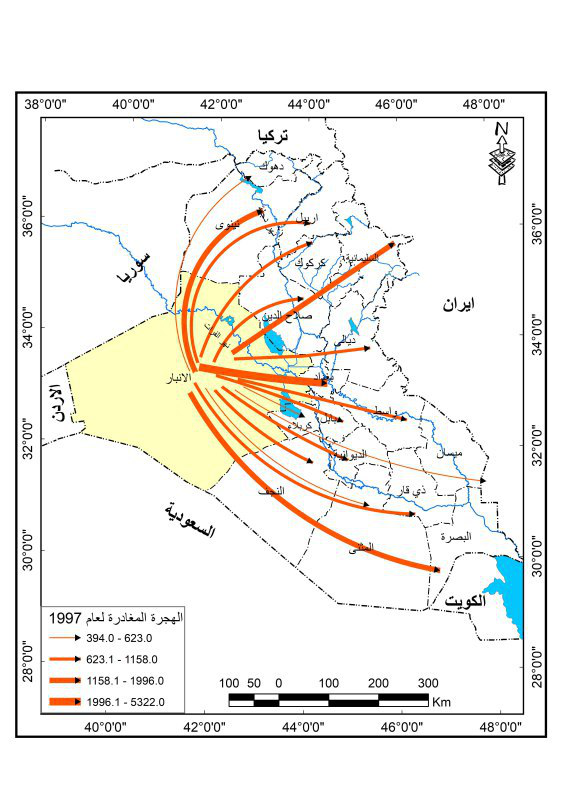 38°0'0" 40°0'0" 42°0'0" 44°0'0" 46°0'0" 48°0'0"
N
تركيا
دهوك
36°0'0" 36°0'0"
اربيل
نينوى
سوريا
كركوك
السليمانية
ايران
34°0'0" 34°0'0"
صلاح الدين
ديالى
بغداد
الانبار
الاردن
واسط
بابل
كربلاء
32°0'0" 32°0'0"
الديوانية
ميسان
النجف
ذي قار
السعودية
البصرة
المثنى
30°0'0" 30°0'0"
الكويت
الهجرة المغادرة لعام 1997
394.0 - 623.0
623.1 - 1158.0
1158.1 - 1996.0
1996.1 - 5322.0
28°0'0" 28°0'0"
100 50 0 100 200 300
Km
40°0'0" 42°0'0" 44°0'0" 46°0'0" 48°0'0"